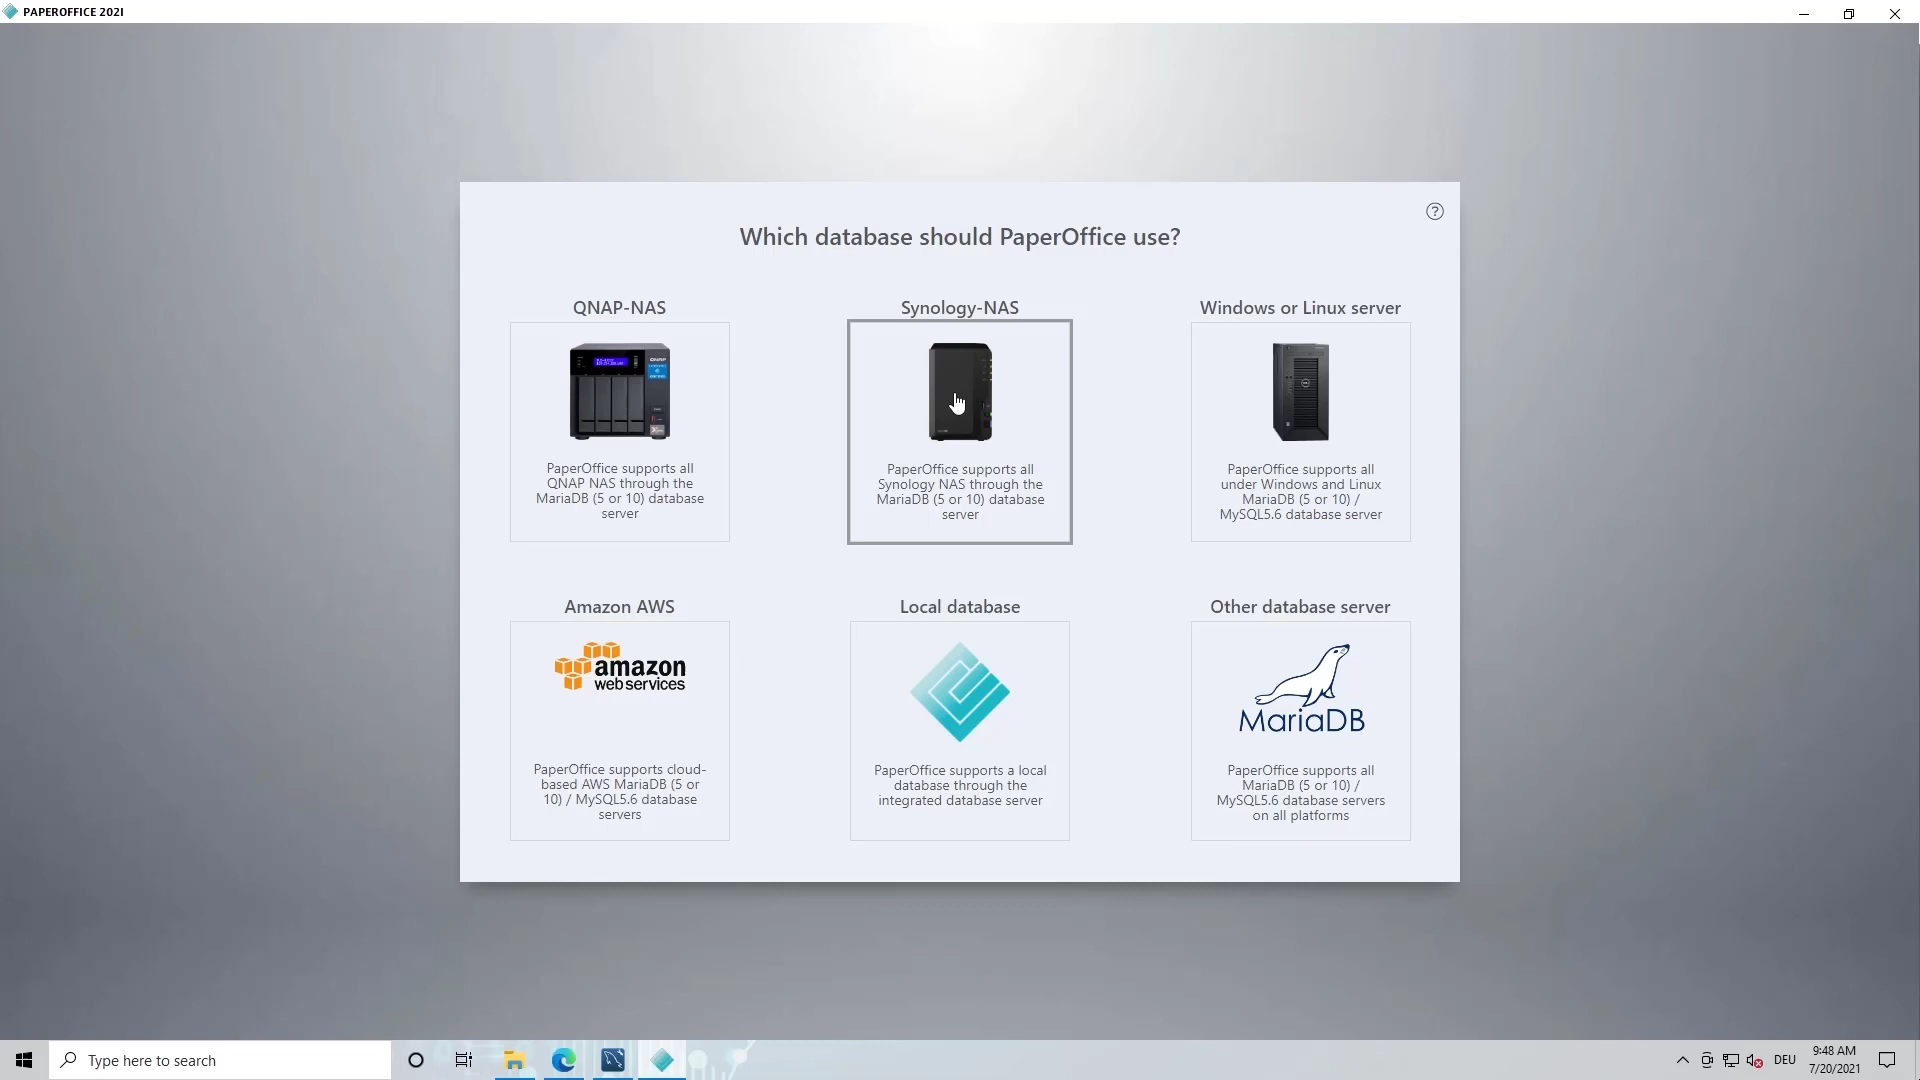 PAPEROFFICE 2021
Which database should PaperOffice use?
QNAP-NAS
QNAP
PaperOffice supports all
QNAP NAS through the
MariaDB (5 or 10) database
server
Synology-NAS
PaperOffice supports all
Synology NAS through the
MariaDB (5 or 10) database
server
Windows or Linux server
PaperOffice supports all
under Windows and Linux
MariaDB (5 or 10) /
MySQL5.6 database server
Amazon AWS
amazon
webservices
PaperOffice supports cloud-
based AWS MariaDB (5 or
10) / MySQL5.6 database
servers
Local database
PaperOffice supports a local
database through the
integrated database server
Other database server
MariaDB
PaperOffice supports all
MariaDB (5 or 10) /
MySQL5.6 database servers
on all platforms
Type here to search
DEU
9:48 AM
7/20/2021